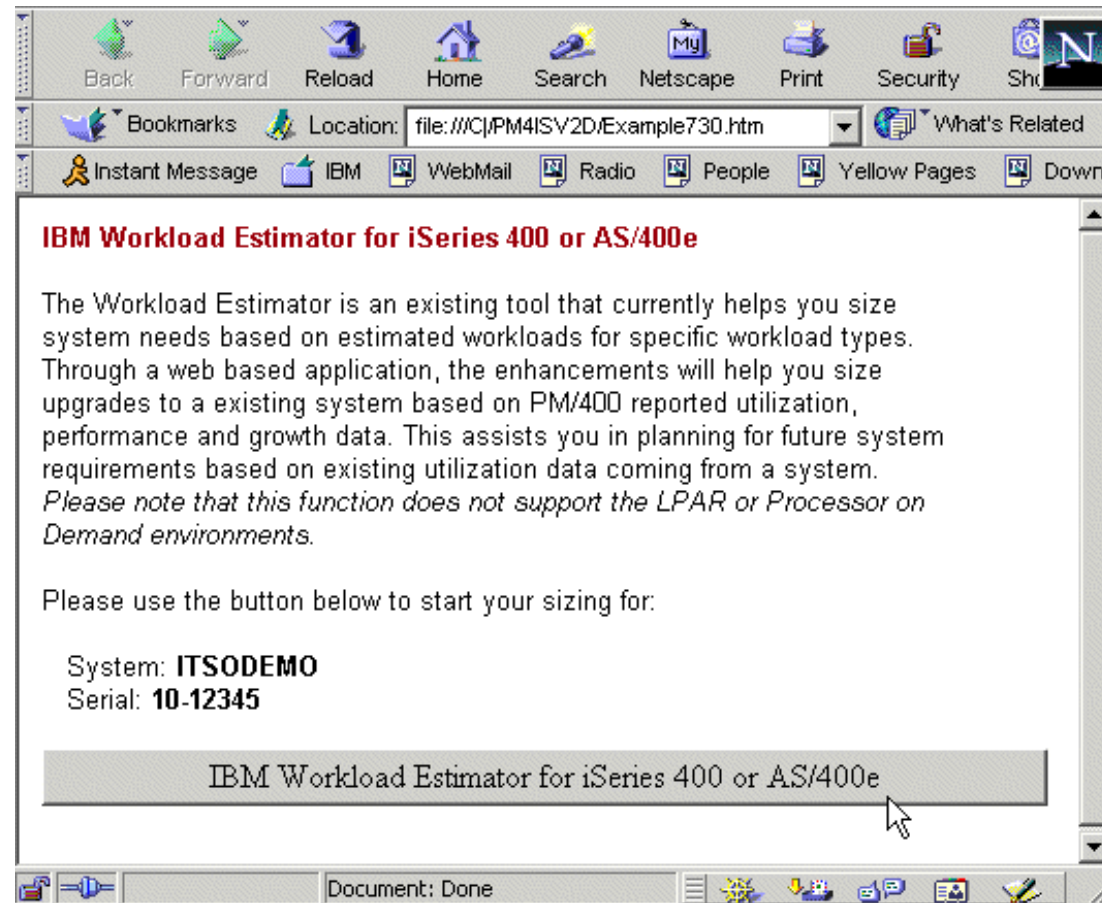 Back Forward Reload Home Search Netscape Print Security
My
N
Bookmarks Location: file:///C|/PM4ISV2D/Example730.htm What's Related
Instant Message IBM WebMail Radio People Yellow Pages
IBM Workload Estimator for iSeries 400 or AS/400e
The Workload Estimator is an existing tool that currently helps you size
system needs based on estimated workloads for specific workload types.
Through a web based application, the enhancements will help you size
upgrades to a existing system based on PM/400 reported utilization,
performance and growth data. This assists you in planning for future system
requirements based on existing utilization data coming from a system.
Please note that this function does not support the LPAR or Processor on
Demand environments.
Please use the button below to start your sizing for:
System: ITSODEMO
Serial: 10-12345
IBM Workload Estimator for iSeries 400 or AS/400e
Document: Done